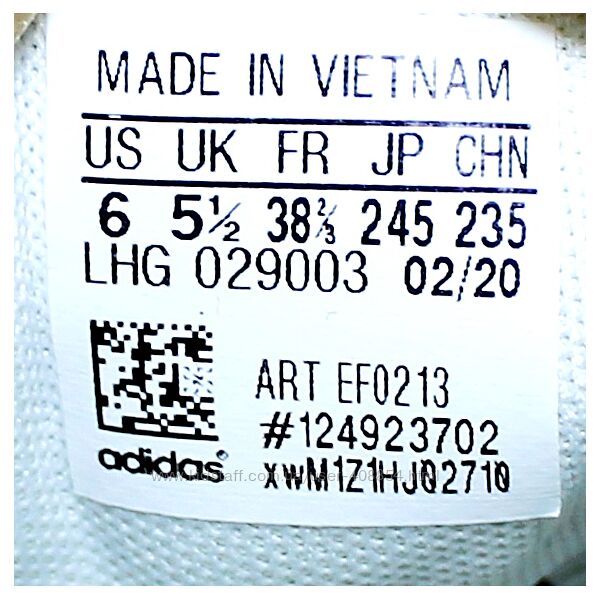 MADE IN VIETNAM
US UK FR JP CHN
6 5½ 38⅔ 245 235
LHG 029003 02/20
ART EF0213
#124923702
adidas® xwM1Z1HJQ2710